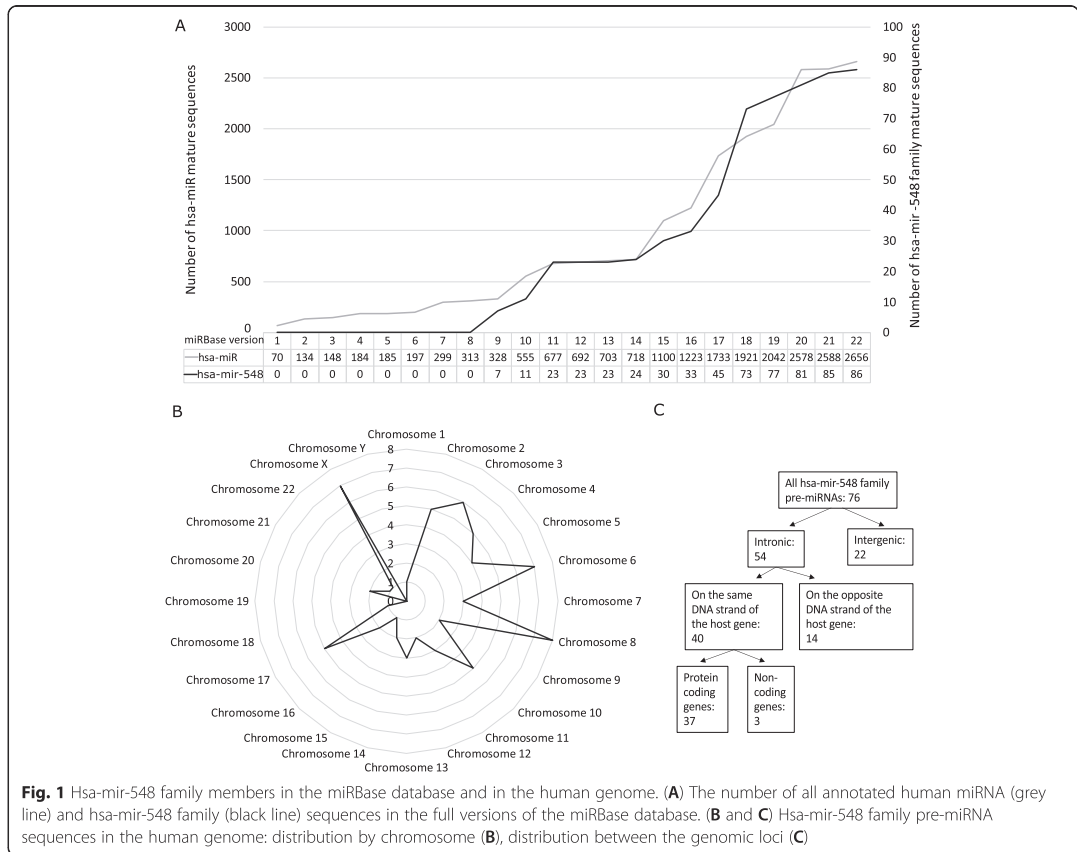 A
3000
2500
2000
1500
1000
500
0
Number of hsa-miR mature sequences
100
90
80
70
60
50
40
30
20
10
0
Number of hsa-mir -548 family mature sequences
miRBase version 1 2 3 4 5 6 7 8 9 10 11 12 13 14 15 16 17 18 19 20 21 22
hsa-miR 70 134 148 184 185 197 299 313 328 555 677 692 703 718 1100 1223 1733 1921 2042 2578 2588 2656
hsa-mir-548 0 0 0 0 0 0 0 0 7 11 23 23 23 24 30 33 45 73 77 81 85 86
B
Chromosome 1
Chromosome 2
Chromosome 3
Chromosome 4
Chromosome 5
Chromosome 6
Chromosome 7
Chromosome 8
Chromosome 9
Chromosome 10
Chromosome 11
Chromosome 12
Chromosome 13
Chromosome 14
Chromosome 15
Chromosome 16
Chromosome 17
Chromosome 18
Chromosome 19
Chromosome 20
Chromosome 21
Chromosome 22
Chromosome X
Chromosome Y
8
7
6
5
4
3
2
1
0
C
All hsa-mir-548 family
pre-miRNAs: 76
Intronic:
54
Intergenic:
22
On the same
DNA strand of
the host gene:
40
On the opposite
DNA strand of the
host gene:
14
Protein
coding
genes:
37
Non-
coding
genes:
3
Fig. 1 Hsa-mir-548 family members in the miRBase database and in the human genome. (A) The number of all annotated human miRNA (grey
line) and hsa-mir-548 family (black line) sequences in the full versions of the miRBase database. (B and C) Hsa-mir-548 family pre-miRNA
sequences in the human genome: distribution by chromosome (B), distribution between the genomic loci (C)